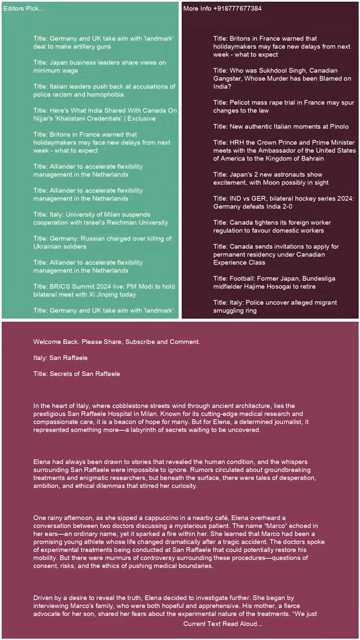 Editors Pick...
Title: Germany and UK take aim with 'landmark'
deal to make artillery guns
Title: Japan business leaders share views on
minimum wage
Title: Italian leaders push back at accusations of
police racism and homophobia
Title: Here's What India Shared With Canada On
Nijjar's 'Khalistani Credentials' | Exclusive
Title: Britons in France warned that
holidaymakers may face new delays from next
week - what to expect
Title: Alliander to accelerate flexibility
management in the Netherlands
Title: Alliander to accelerate flexibility
management in the Netherlands
Title: Italy: University of Milan suspends
cooperation with Israel's Reichman University
Title: Germany: Russian charged over killing of
Ukrainian soldiers
Title: Alliander to accelerate flexibility
management in the Netherlands
Title: BRICS Summit 2024 live: PM Modi to hold
bilateral meet with Xi Jinping today
Title: Germany and UK take aim with 'landmark'
More Info +918777677384
Title: Britons in France warned that
holidaymakers may face new delays from next
week - what to expect
Title: Who was Sukhdool Singh, Canadian
Gangster, Whose Murder has been Blamed on
India?
Title: Pelicot mass rape trial in France may spur
changes to the law
Title: New authentic Italian moments at Pinolo
Title: HRH the Crown Prince and Prime Minister
meets with the Ambassador of the United States
of America to the Kingdom of Bahrain
Title: Japan's 2 new astronauts show
excitement, with Moon possibly in sight
Title: IND vs GER, bilateral hockey series 2024:
Germany defeats India 2-0
Title: Canada tightens its foreign worker
regulation to favour domestic workers
Title: Canada sends invitations to apply for
permanent residency under Canadian
Experience Class
Title: Football: Former Japan, Bundesliga
midfielder Hajime Hosogai to retire
Title: Italy: Police uncover alleged migrant
smuggling ring
Welcome Back. Please Share, Subscribe and Comment.
Italy: San Raffaele
Title: Secrets of San Raffaele
In the heart of Italy, where cobblestone streets wind through ancient architecture, lies the
prestigious San Raffaele Hospital in Milan. Known for its cutting-edge medical research and
compassionate care, it is a beacon of hope for many. But for Elena, a determined journalist, it
represented something more—a labyrinth of secrets waiting to be uncovered.
Elena had always been drawn to stories that revealed the human condition, and the whispers
surrounding San Raffaele were impossible to ignore. Rumors circulated about groundbreaking
treatments and enigmatic researchers, but beneath the surface, there were tales of desperation,
ambition, and ethical dilemmas that stirred her curiosity.
One rainy afternoon, as she sipped a cappuccino in a nearby café, Elena overheard a
conversation between two doctors discussing a mysterious patient. The name "Marco" echoed in
her ears—an ordinary name, yet it sparked a fire within her. She learned that Marco had been a
promising young athlete whose life changed dramatically after a tragic accident. The doctors spoke
of experimental treatments being conducted at San Raffaele that could potentially restore his
mobility. But there were murmurs of controversy surrounding these procedures—questions of
consent, risks, and the ethics of pushing medical boundaries.
Driven by a desire to reveal the truth, Elena decided to investigate further. She began by
interviewing Marco's family, who were both hopeful and apprehensive. His mother, a fierce
advocate for her son, shared her fears about the experimental nature of the treatments. "We just
Current Text Read Aloud...